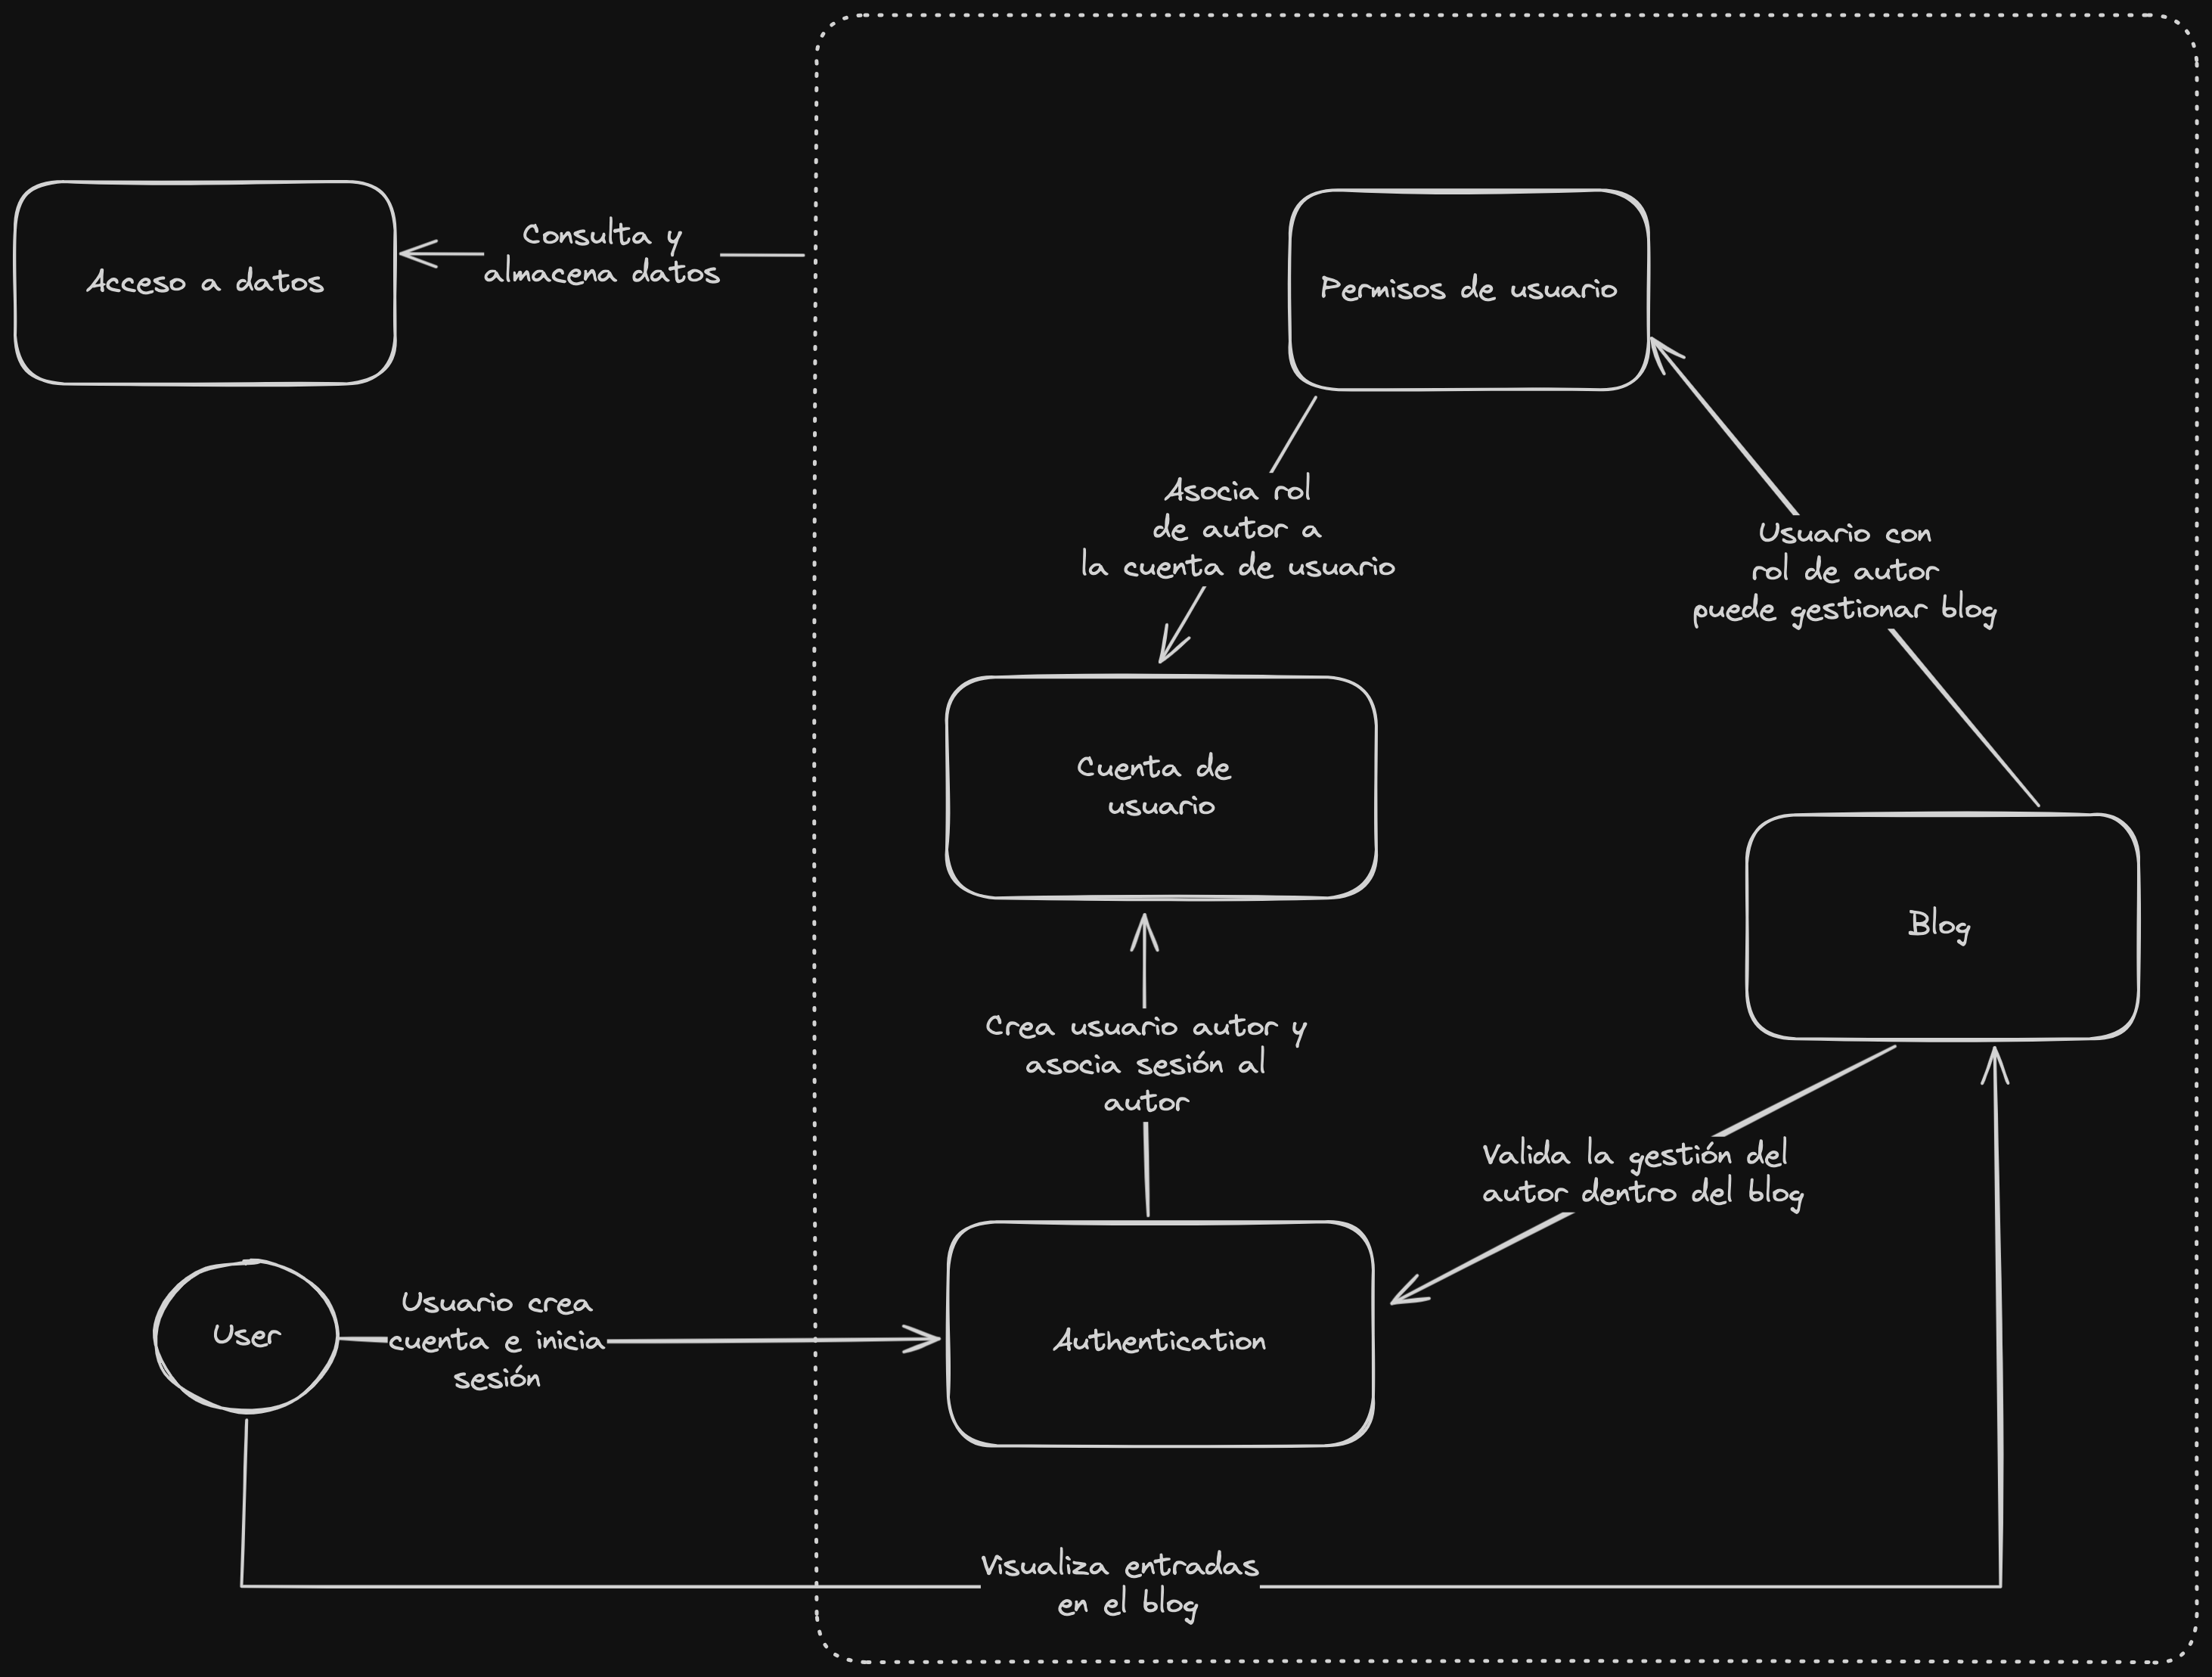 Consulta y
almacena datos
Acceso a datos
Permisos de usuario
Asocia rol
de autor a
la cuenta de usuario
Usuario con
rol de autor
puede gestionar blog
Cuenta de
usuario
Blog
Crea usuario autor y
asocia sesión al
autor
Valida la gestión del
autor dentro del blog
Usuario crea
cuenta e inicia
sesión
User
Authentication
Visualiza entradas
en el blog